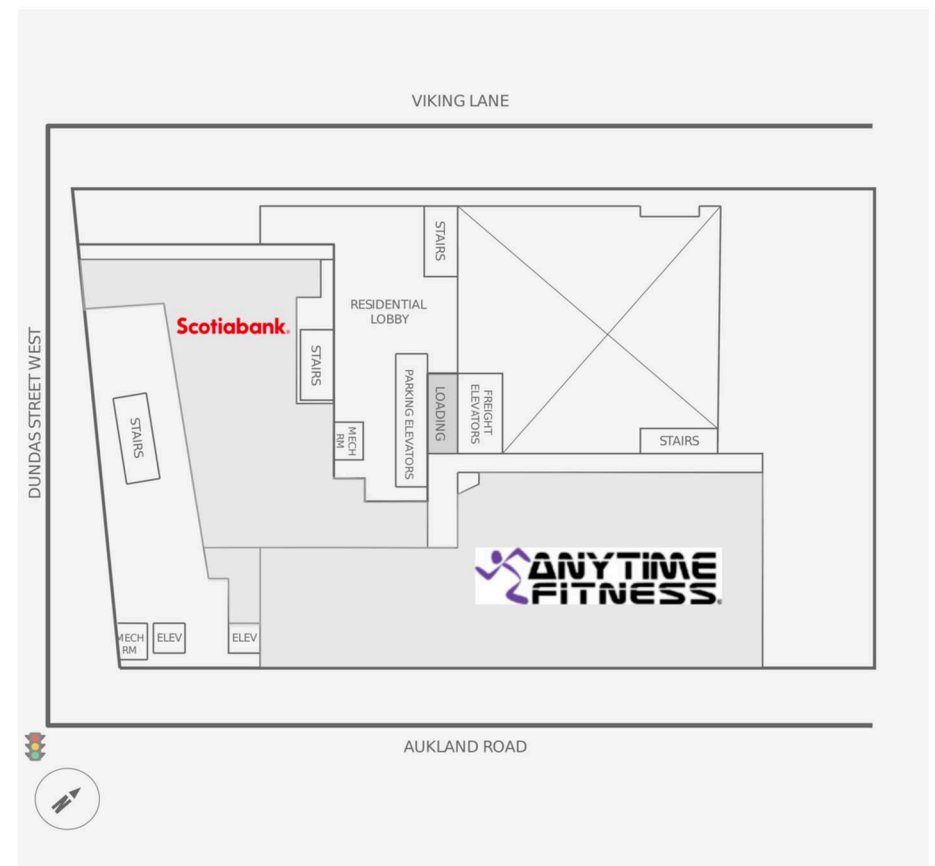 VIKING LANE
STAIRS
RESIDENTIAL
LOBBY
Scotiabank
DUNDAS STREET WEST
STAIRS
PARKING ELEVATORS
LOADING
FREIGHT
ELEVATORS
STAIRS
MECH
RM
STAIRS
ANYTIME
FITNESS
MECH
RM
ELEV
ELEV
AUKLAND ROAD
N